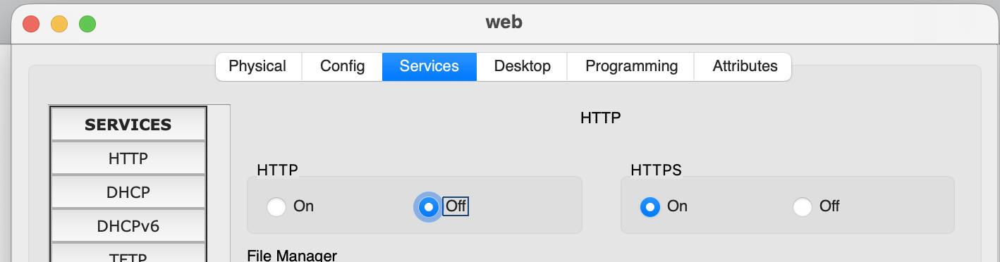 web
Physical Config Services Desktop Programming Attributes
SERVICES
HTTP
DHCP
DHCPv6
TFTP
HTTP
HTTP
On Off
HTTPS
On Off
File Manager